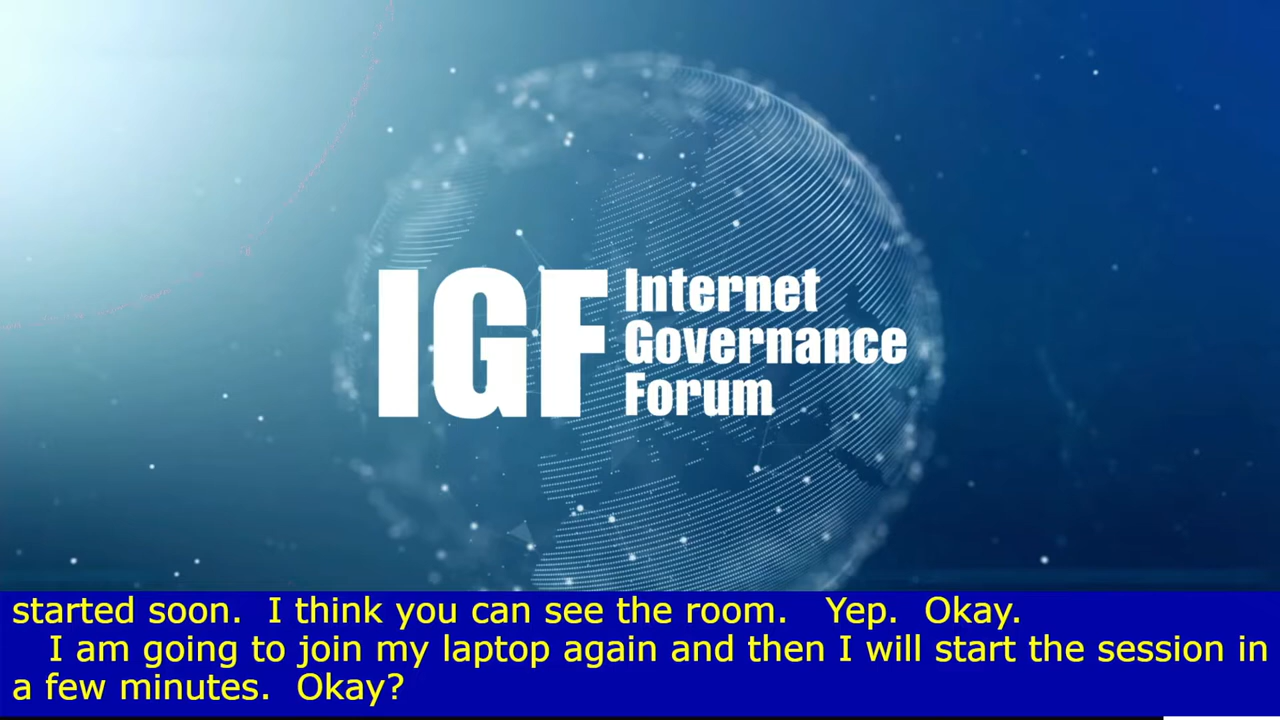 IGF
Internet
Governance
Forum
started soon. I think you can see the room. Yep. Okay.
I am going to join my laptop again and then I will start the session in
a few minutes. Okay?